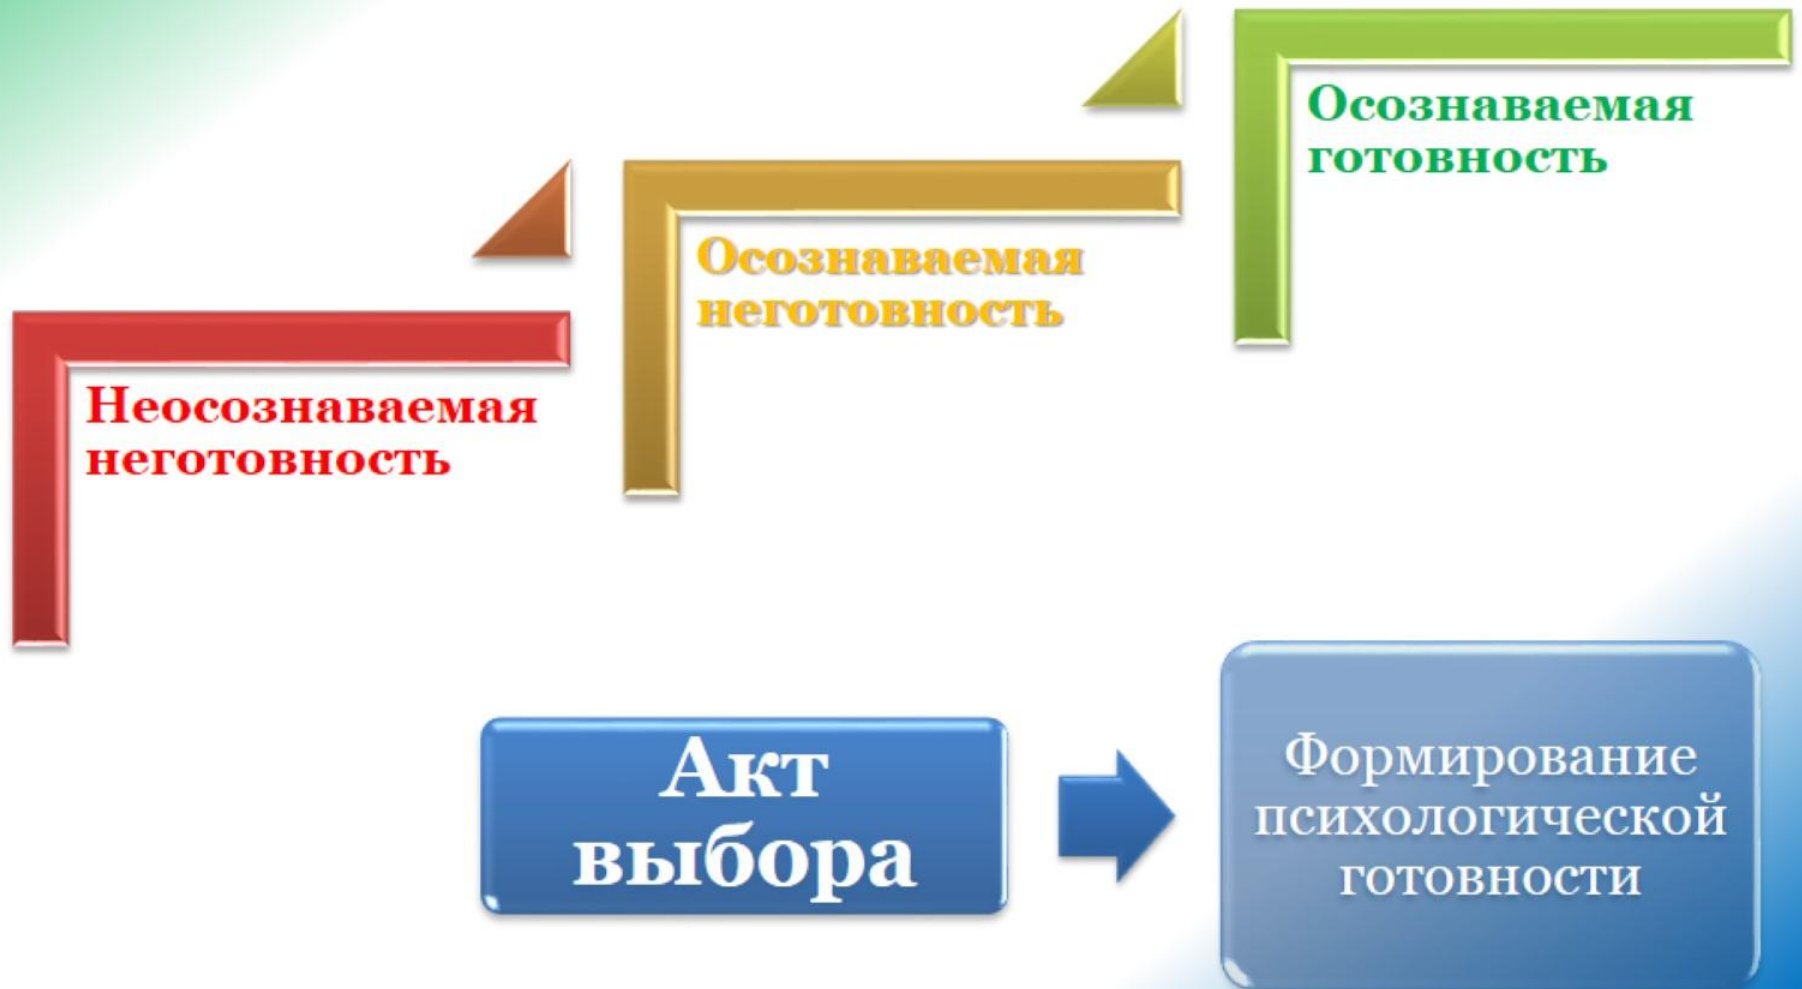 Осознаваемая
готовность
Осознаваемая
неготовность
Неосознаваемая
неготовность
Акт
выбора
Формирование
психологической
готовности